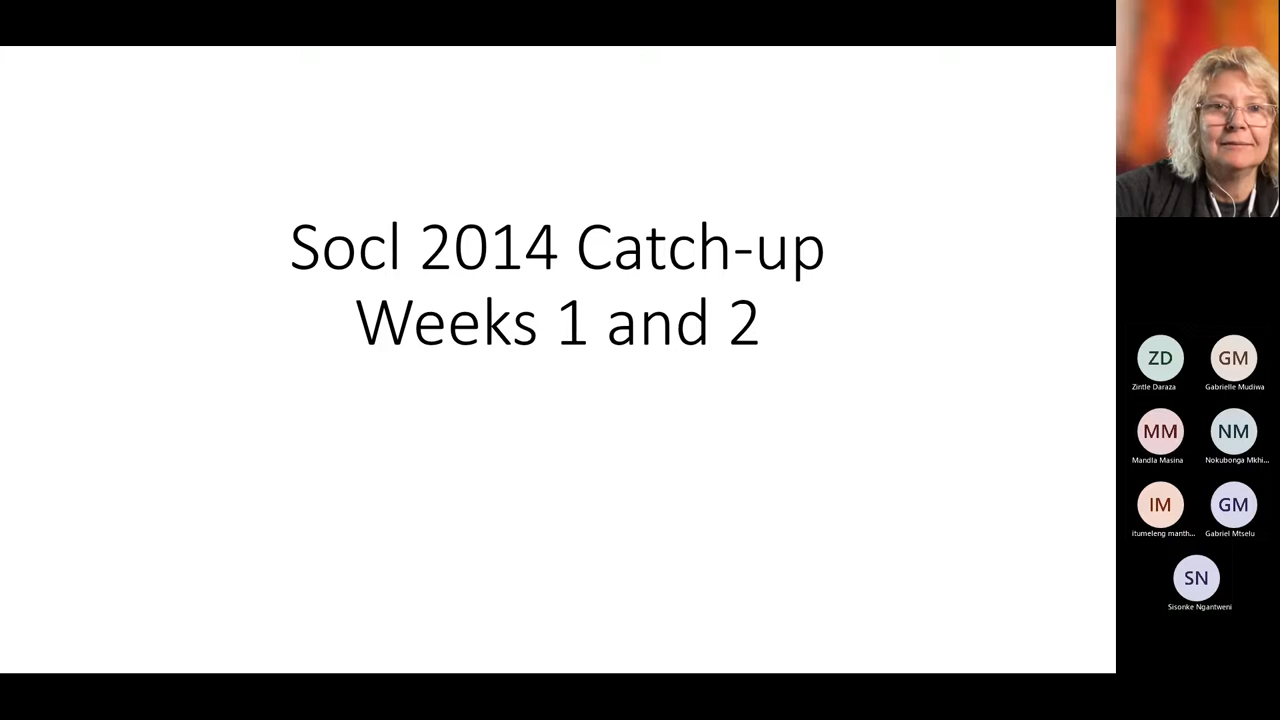 Socl 2014 Catch-up
Weeks 1 and 2
ZD
GM
Zintle Daraza
Gabrielle Mudiwa
MM
NM
Mandla Masina
Nokubonga Mkhi...
IM
GM
itumeleng manth...
Gabriel Mtselu
SN
Sisonke Ngantweni